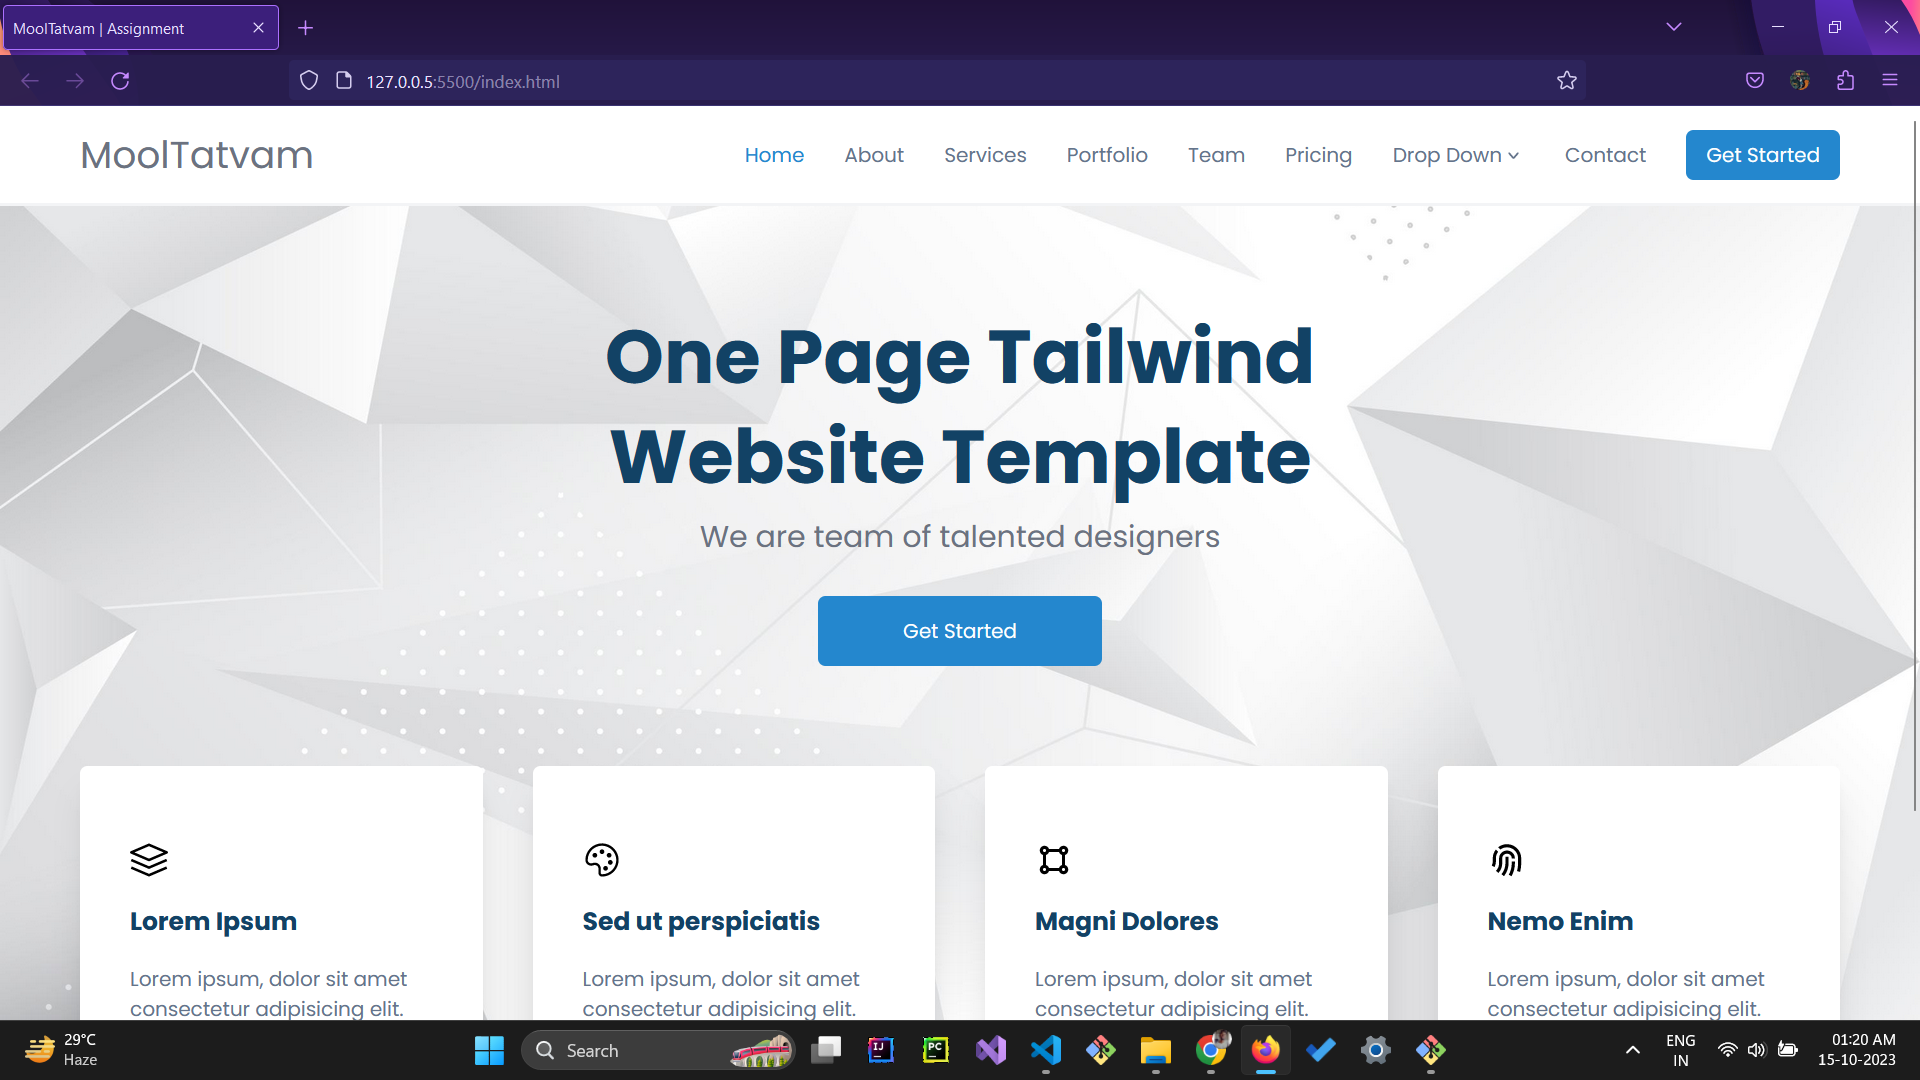 MoolTatvam | Assignment
127.0.0.5:5500/index.html
MoolTatvam
Home About Services Portfolio Team Pricing Drop Down Contact Get Started
One Page Tailwind
Website Template
We are team of talented designers
Get Started
Lorem Ipsum
Lorem ipsum, dolor sit amet
consectetur adipisicing elit.
Sed ut perspiciatis
Lorem ipsum, dolor sit amet
consectetur adipisicing elit.
Magni Dolores
Lorem ipsum, dolor sit amet
consectetur adipisicing elit.
Nemo Enim
Lorem ipsum, dolor sit amet
consectetur adipisicing elit.
29°C
Haze
Search
IJ
PC
ENG
IN
01:20 AM
15-10-2023